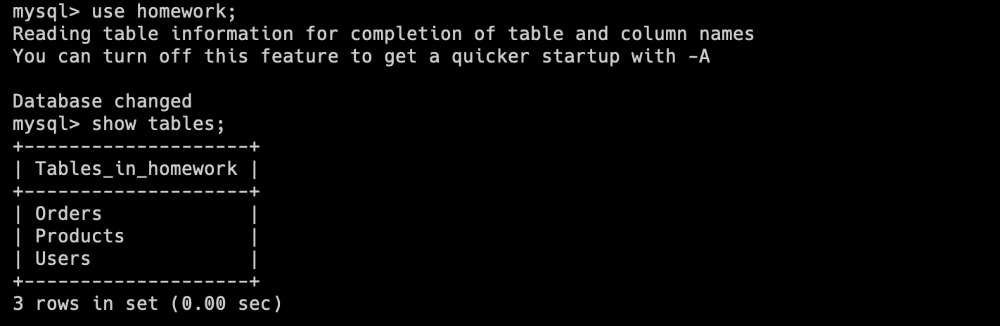 mysql> use homework;
Reading table information for completion of table and column names
You can turn off this feature to get a quicker startup with -A

Database changed
mysql> show tables;
+--------------------+
| Tables_in_homework |
+--------------------+
| Orders             |
| Products           |
| Users              |
+--------------------+
3 rows in set (0.00 sec)